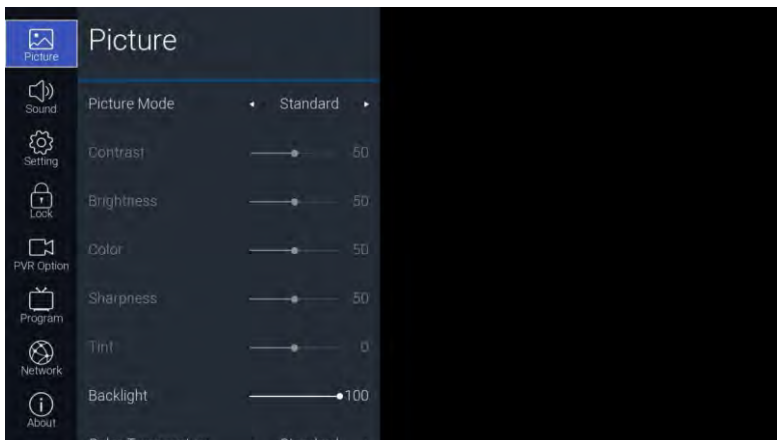 Picture
Sound
Setting
Lock
PVR Option
Program
Network
About
Picture
Picture Mode Standard
Contrast 50
Brightness 50
Color 50
Sharpness 50
Tint 0
Backlight 100